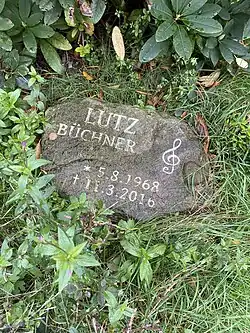 LUTZ
BÜCHNER
* 5.8.1968
† 11.3.2016